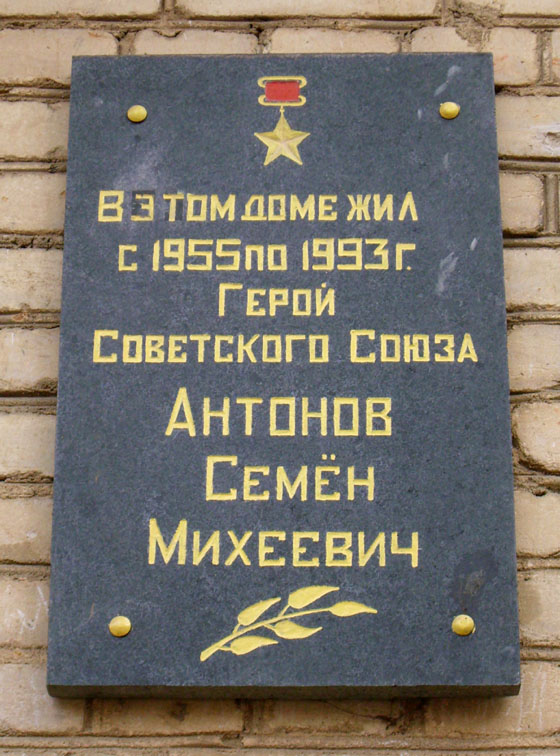 В ЭТОМ ДОМЕ ЖИЛ
С 1955 ПО 1993 Г.
ГЕРОЙ
СОВЕТСКОГО СОЮЗА
АНТОНОВ
СЕМЁН
МИХЕЕВИЧ